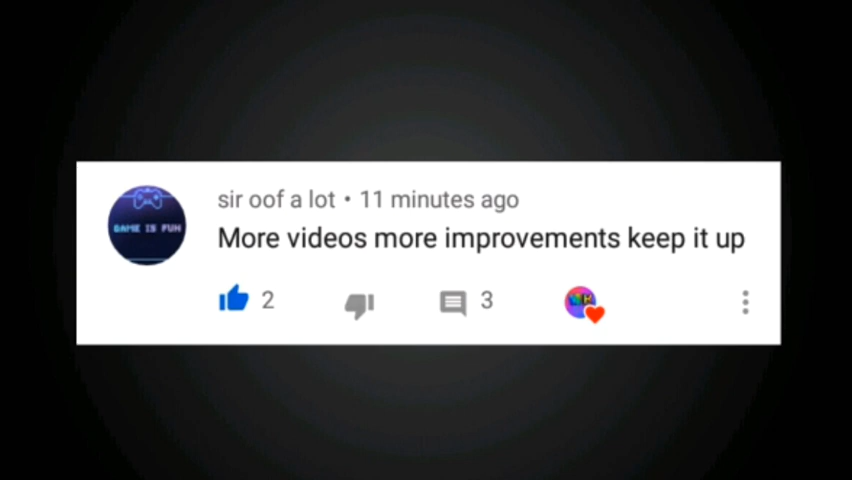 GAME IS FUN
sir oof a lot • 11 minutes ago
More videos more improvements keep it up
2
3